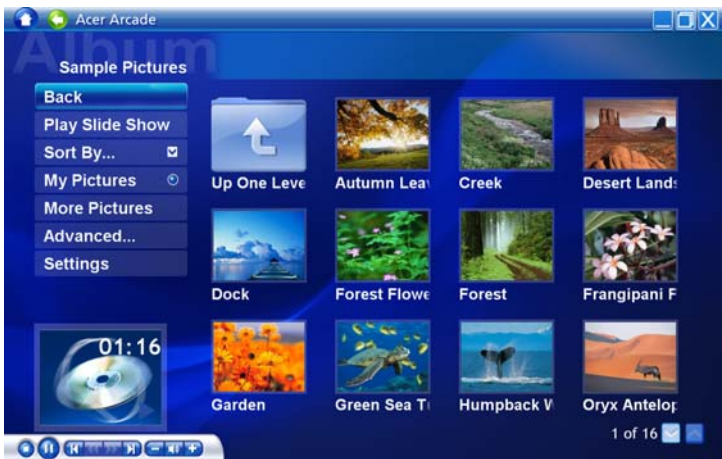 Acer Arcade
Album
Sample Pictures
Back
Play Slide Show
Sort By...
My Pictures
More Pictures
Advanced...
Settings
Up One Leve
Autumn Lea
Creek
Desert Lands
Dock
Forest Flowe
Forest
Frangipani F
Garden
Green Sea T
Humpback W
Oryx Antelop
01:16
1 of 16